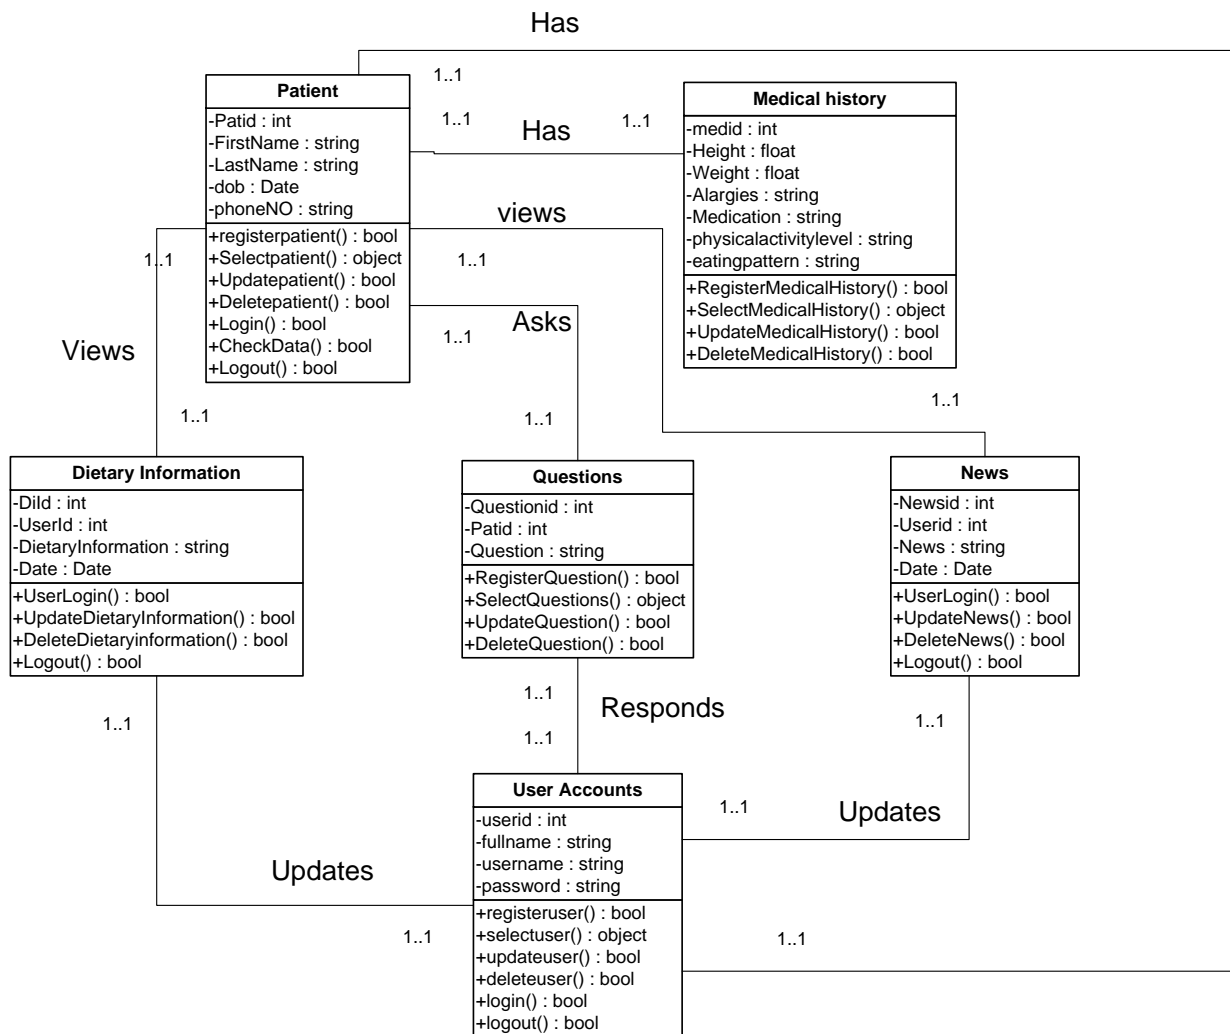 Has
1..1
Patient
-Patid : int
-FirstName : string
-LastName : string
-dob : Date
-phoneNO : string
+registerpatient() : bool
+Selectpatient() : object
+Updatepatient() : bool
+Deletepatient() : bool
+Login() : bool
+CheckData() : bool
+Logout() : bool
1..1
Has
1..1
Medical history
-medid : int
-Height : float
-Weight : float
-Alargies : string
-Medication : string
-physicalactivitylevel : string
-eatingpattern : string
+RegisterMedicalHistory() : bool
+SelectMedicalHistory() : object
+UpdateMedicalHistory() : bool
+DeleteMedicalHistory() : bool
views
1..1
1..1
Asks
1..1
Views
1..1
1..1
1..1
Dietary Information
-DiId : int
-UserId : int
-DietaryInformation : string
-Date : Date
+UserLogin() : bool
+UpdateDietaryInformation() : bool
+DeleteDietaryinformation() : bool
+Logout() : bool
Questions
-Questionid : int
-Patid : int
-Question : string
+RegisterQuestion() : bool
+SelectQuestions() : object
+UpdateQuestion() : bool
+DeleteQuestion() : bool
News
-Newsid : int
-Userid : int
-News : string
-Date : Date
+UserLogin() : bool
+UpdateNews() : bool
+DeleteNews() : bool
+Logout() : bool
1..1
1..1
Responds
1..1
1..1
User Accounts
-userid : int
-fullname : string
-username : string
-password : string
+registeruser() : bool
+selectuser() : object
+updateuser() : bool
+deleteuser() : bool
+login() : bool
+logout() : bool
1..1
Updates
Updates
1..1
1..1